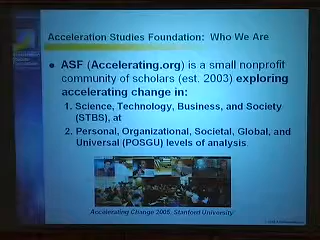 Acceleration Studies Foundation: Who We Are
ASF (Accelerating.org) is a small nonprofit
community of scholars (est. 2003) exploring
accelerating change in:
1. Science, Technology, Business, and Society
(STBS), at
2. Personal, Organizational, Societal, Global, and
Universal (POSGU) levels of analysis.
Accelerating Change 2005, Stanford University